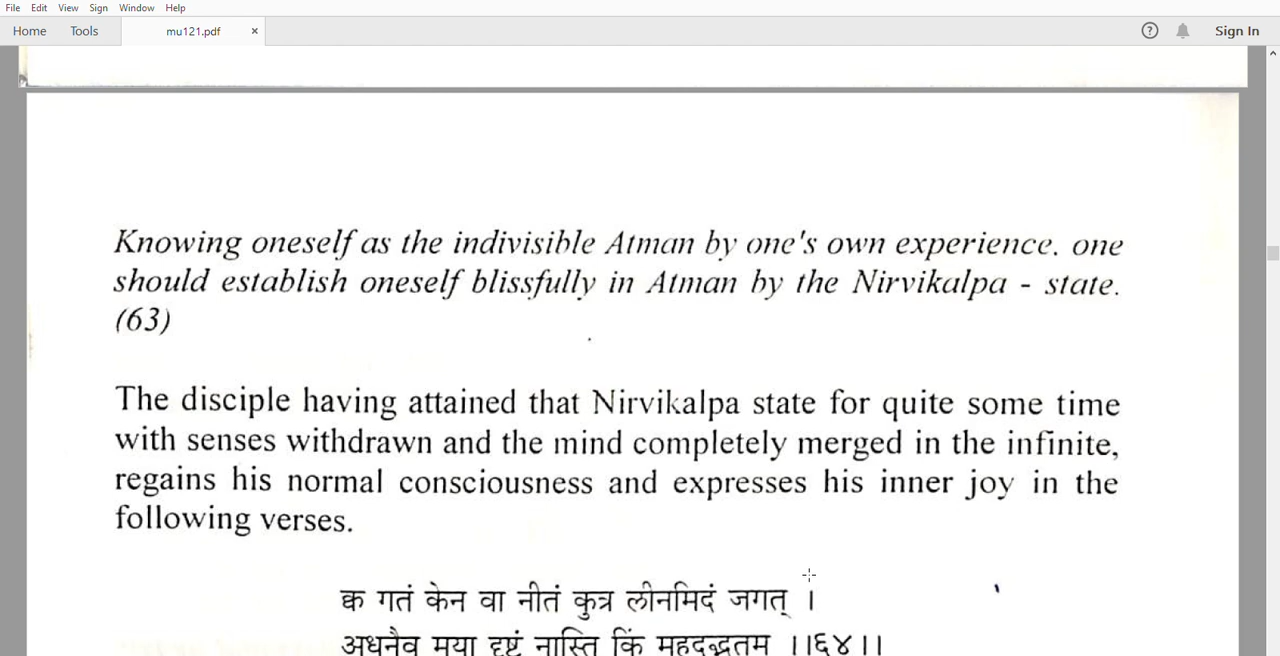 File Edit View Sign Window Help
Home Tools mu121.pdf × ? Sign In
Knowing oneself as the indivisible Atman by one's own experience. one
should establish oneself blissfully in Atman by the Nirvikalpa - state.
(63)
The disciple having attained that Nirvikalpa state for quite some time
with senses withdrawn and the mind completely merged in the infinite,
regains his normal consciousness and expresses his inner joy in the
following verses.
क्व गतं केन वा नीतं कुत्र लीनमिदं जगत् ।
अधुनैव मया दृष्टं नास्ति किं महदद्भुतम् ।।६४।।